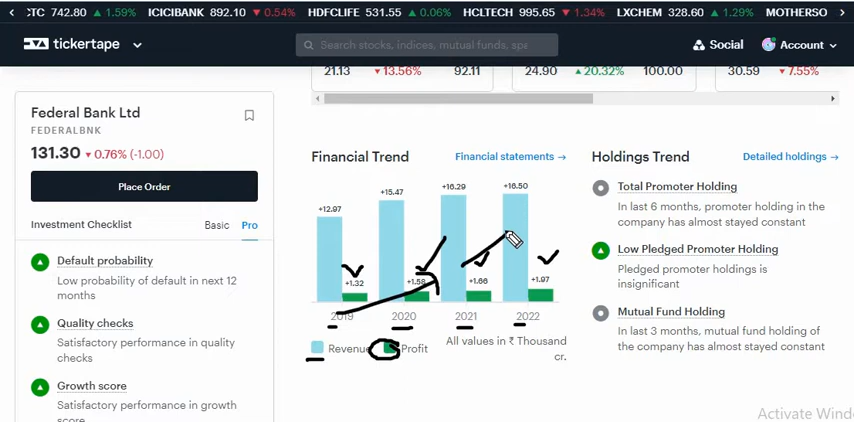 TC 742.80 1.59% ICICIBANK 892.10 0.54% HDFCLIFE 531.55 0.06% HCLTECH 995.65 1.34% LXCHEM 328.60 1.29% MOTHERSO
tickertape Search stocks, indices, mutual funds, Social Account
21.13 13.56% 92.11 24.90 20.32% 100.00 30.59 7.55%
Federal Bank Ltd
FEDERALBNK
131.30 0.76% (-1.00)
Place Order
Investment Checklist Basic Pro
Default probability
Low probability of default in next 12
months
Quality checks
Satisfactory performance in quality
checks
Growth score
Satisfactory performance in growth
score
Financial Trend Financial statements →
+12.97 +15.47 +16.29 +16.50
+1.32 +1.58 +1.66 +1.97
2019 2020 2021 2022
Revenue Profit All values in ₹ Thousand
cr.
Holdings Trend Detailed holdings →
Total Promoter Holding
In last 6 months, promoter holding in the
company has almost stayed constant
Low Pledged Promoter Holding
Pledged promoter holdings is
insignificant
Mutual Fund Holding
In last 3 months, mutual fund holding of
the company has almost stayed constant
Activate Wind